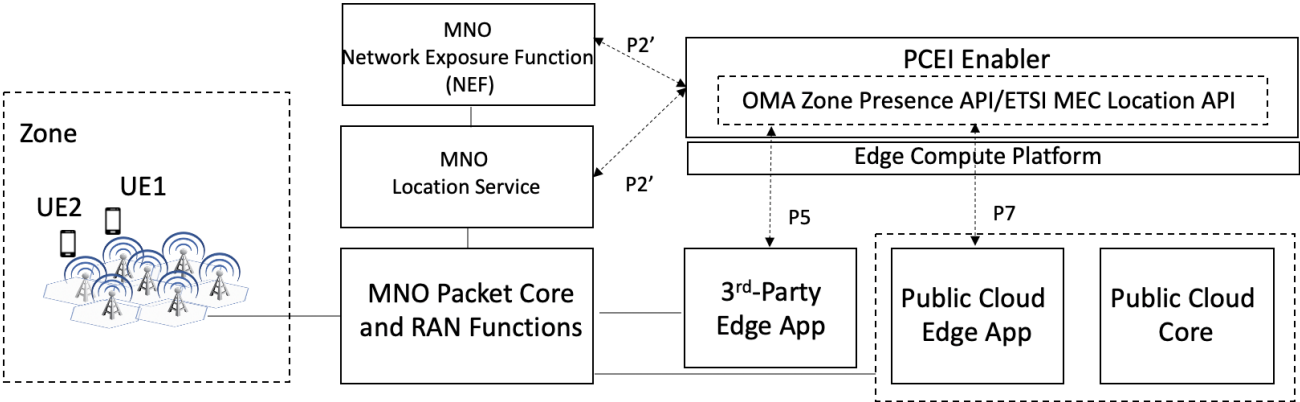 Zone
UE1
UE2
MNO
Network Exposure Function
(NEF)
MNO
Location Service
MNO Packet Core
and RAN Functions
P2’
P2’
PCEI Enabler
OMA Zone Presence API/ETSI MEC Location API
Edge Compute Platform
P5
P7
3rd-Party
Edge App
Public Cloud
Edge App
Public Cloud
Core